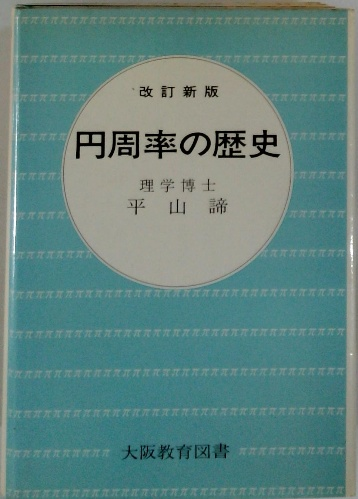 改訂新版
円周率の歴史
理学博士
平山諦
大阪教育図書